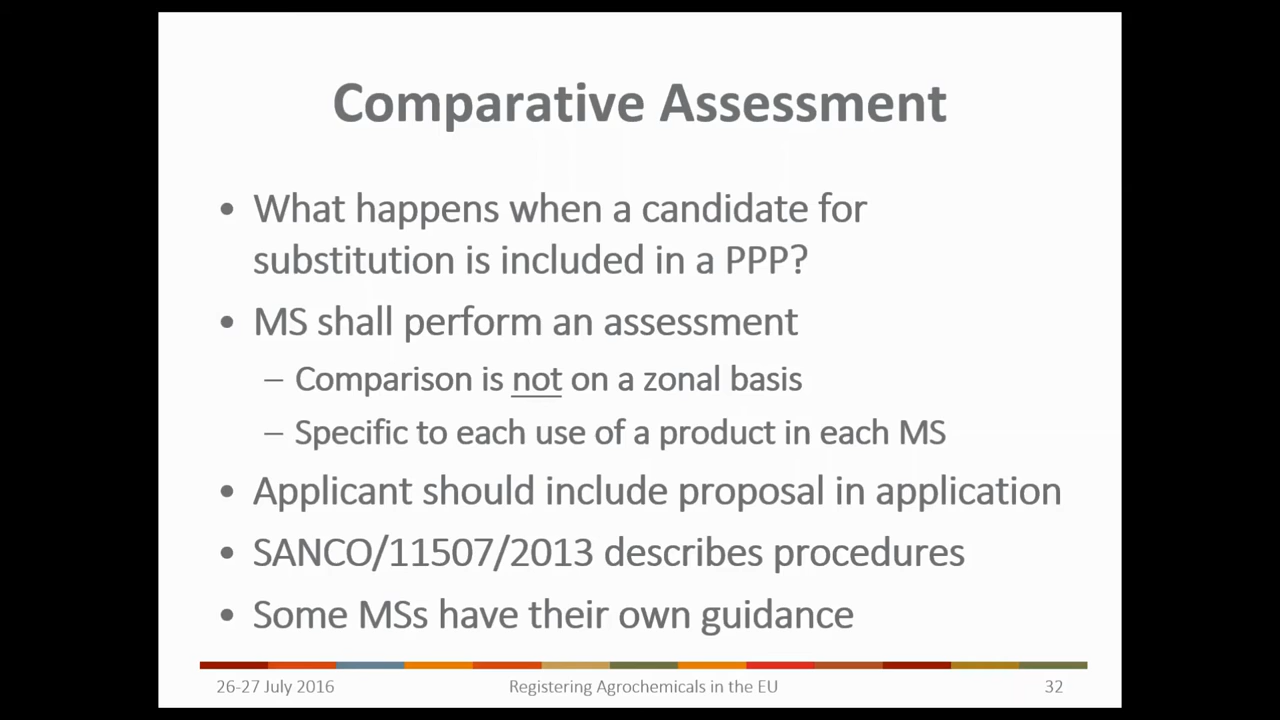 Comparative Assessment
• What happens when a candidate for
substitution is included in a PPP?
• MS shall perform an assessment
– Comparison is not on a zonal basis
– Specific to each use of a product in each MS
• Applicant should include proposal in application
• SANCO/11507/2013 describes procedures
• Some MSs have their own guidance
26-27 July 2016 Registering Agrochemicals in the EU 32